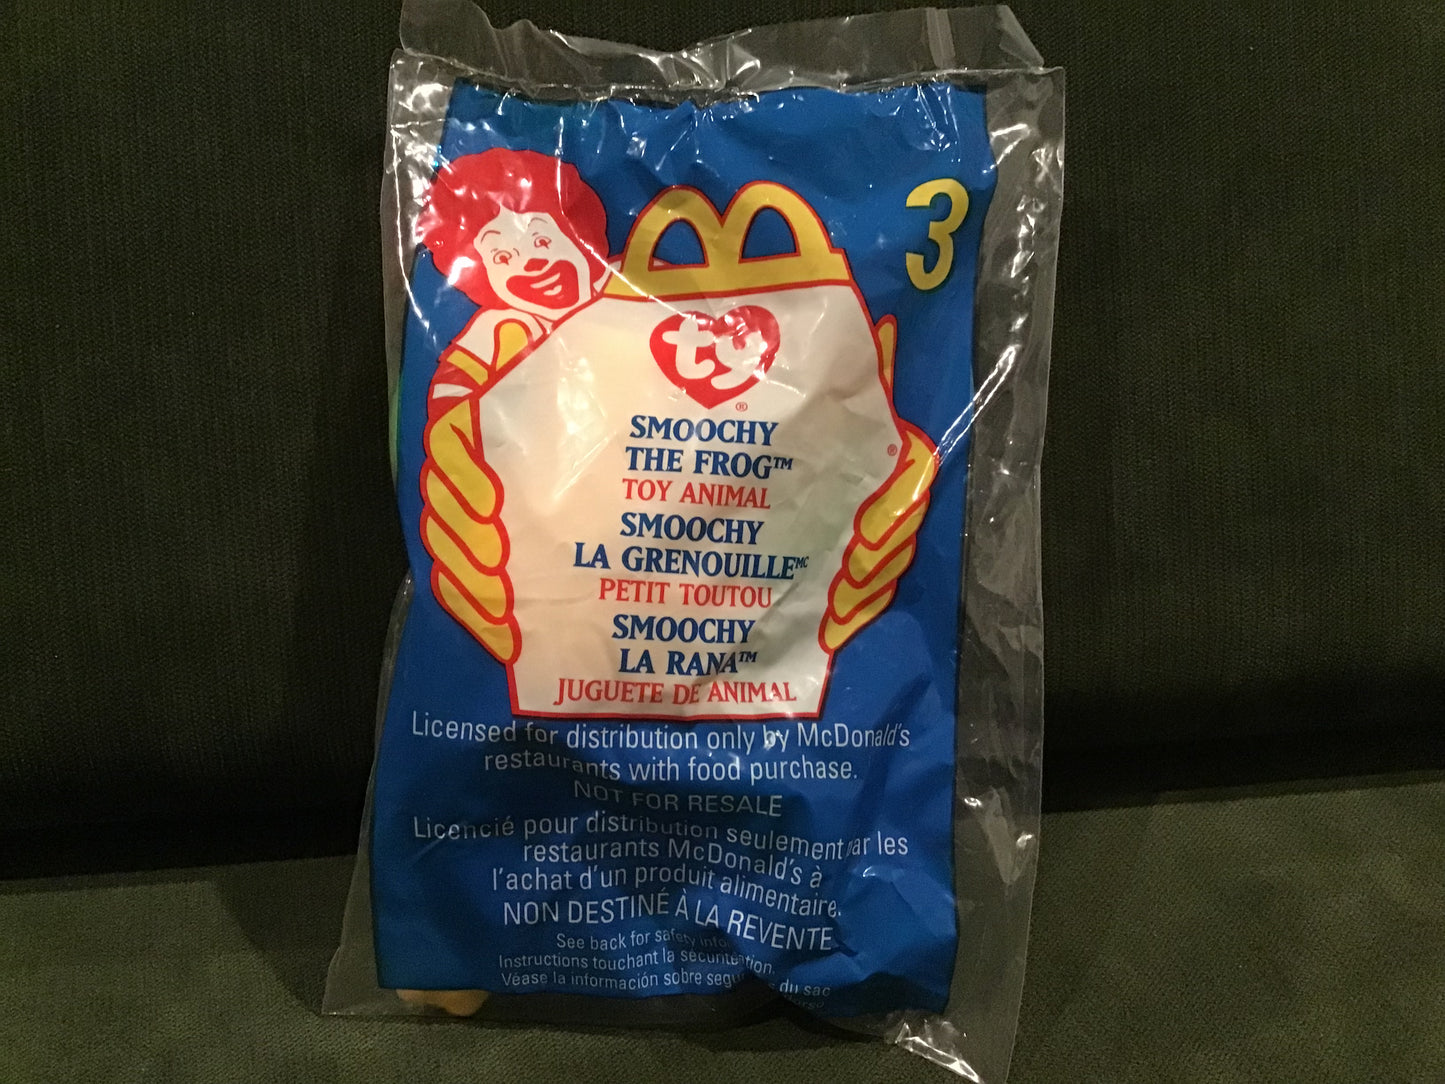 3
ty
®
SMOOCHY
THE FROG™
®
TOY ANIMAL
SMOOCHY
LA GRENOUILLE MC
PETIT TOUTOU
SMOOCHY
LA RANA™
JUGUETE DE ANIMAL
Licensed for distribution only by McDonald's
restaurants with food purchase.
NOT FOR RESALE
Licencié pour distribution seulement par les
restaurants McDonald's à
l'achat d'un produit alimentaire.
NON DESTINÉ À LA REVENTE
See back for safety
Instructions touchant la
Véase la información sobre
du sac